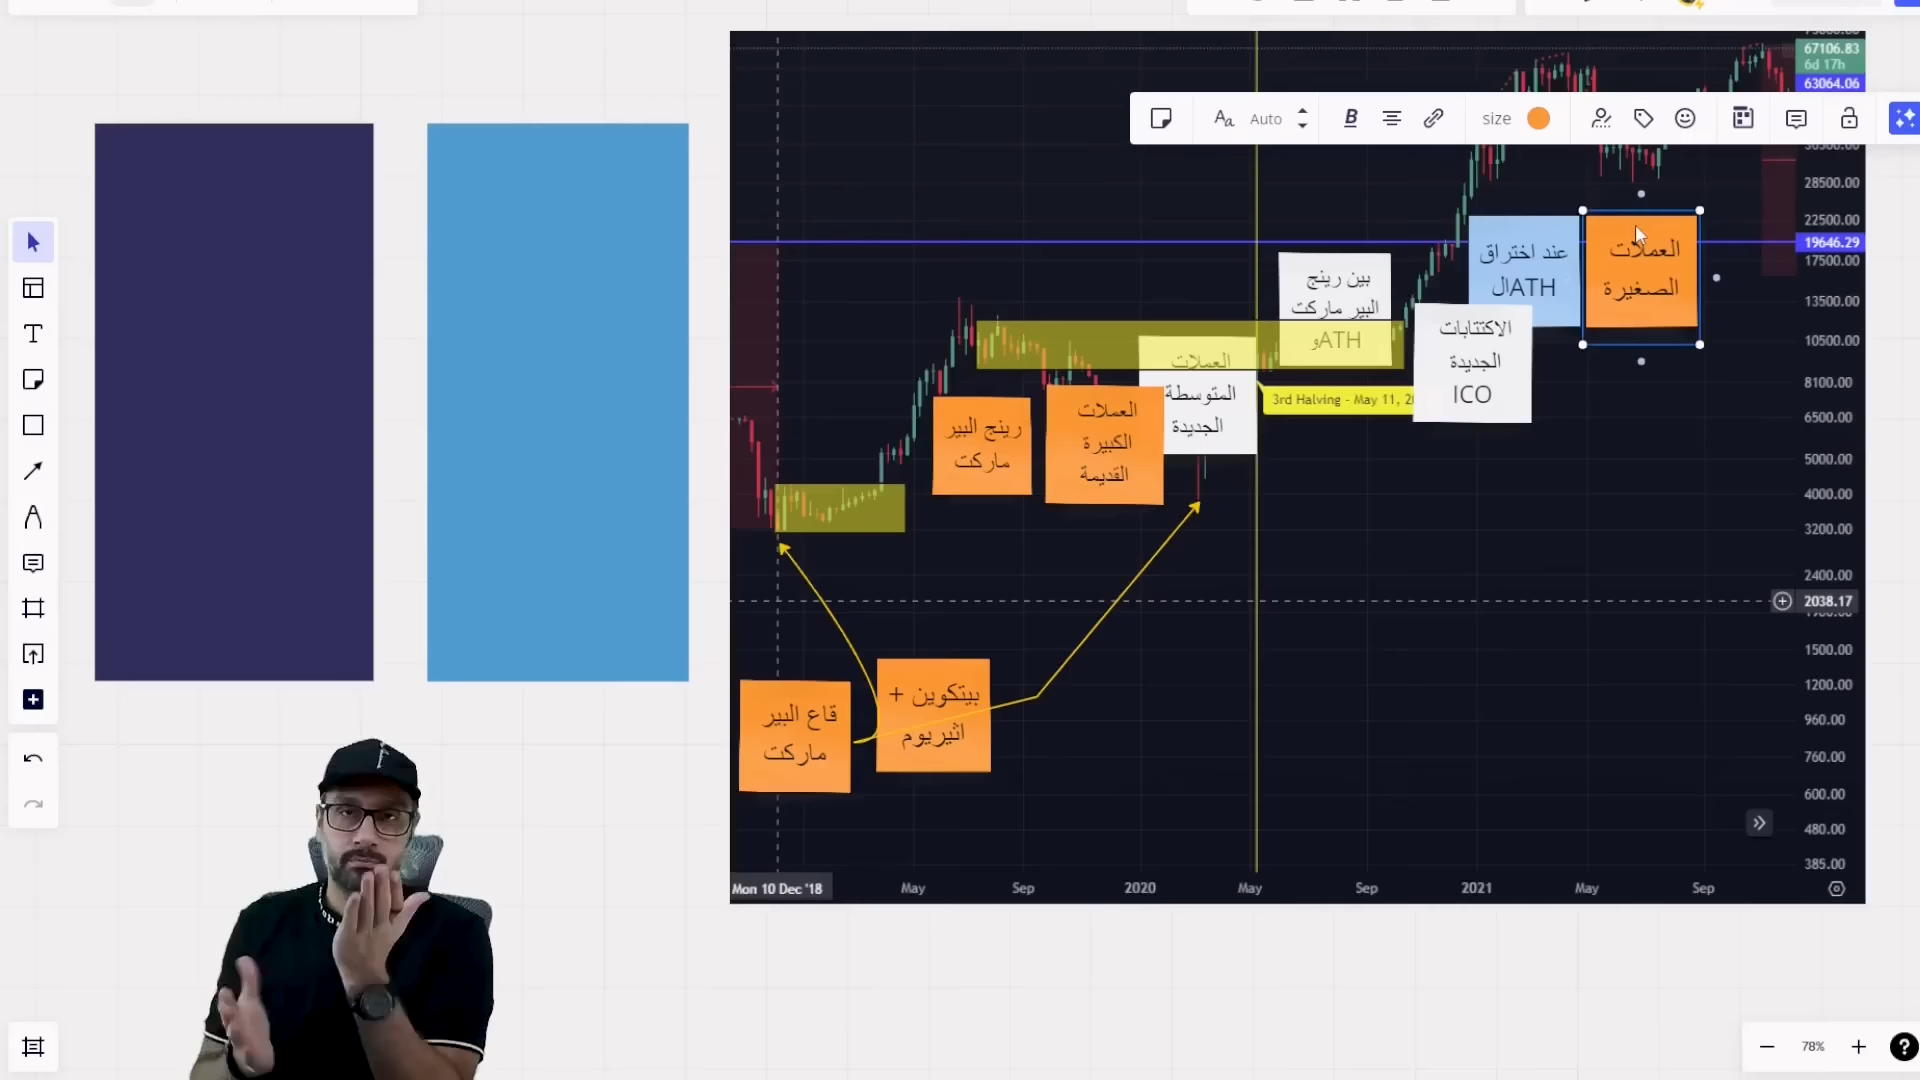 67106.83
6d 17h
63064.06
Auto
B
size
28500.00
22500.00
19646.29
17500.00
13500.00
10500.00
8100.00
6500.00
5000.00
4000.00
3200.00
2400.00
2038.17
1500.00
1200.00
960.00
760.00
600.00
480.00
385.00
العملات
الصغيرة
عند اختراق
الATH
بين رينج
البير ماركت
وATH
الاكتتابات
الجديدة
ICO
العملات
المتوسطة
الجديدة
3rd Halving - May 11, 2
العملات
الكبيرة
القديمة
رينج البير
ماركت
بيتكوين +
اثيريوم
قاع البير
ماركت
Mon 10 Dec '18
May
Sep
2020
May
Sep
2021
May
Sep
78%